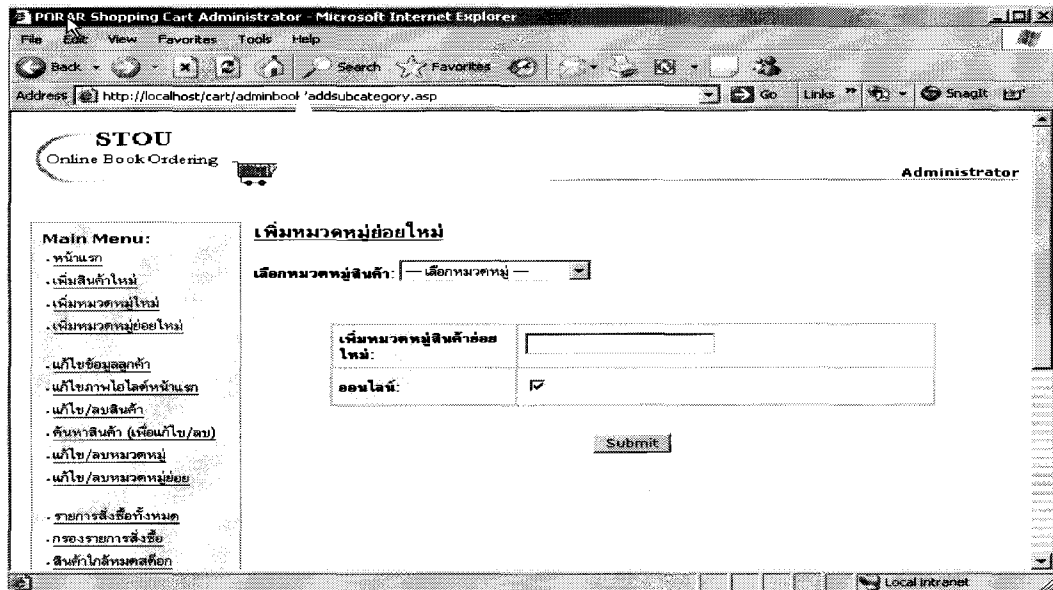 PORAR Shopping Cart Administrator - Microsoft Internet Explorer
File Edit View Favorites Tools Help
Back Search Favorites
Address http://localhost/cart/adminbook/addsubcategory.asp Go Links SnagIt
STOU
Online Book Ordering
Administrator
Main Menu:
หน้าแรก
เพิ่มสินค้าใหม่
เพิ่มหมวดหมู่ใหม่
เพิ่มหมวดหมู่ย่อยใหม่
แก้ไขข้อมูลลูกค้า
แก้ไขภาพไฮไลต์หน้าแรก
แก้ไข/ลบสินค้า
ค้นหาสินค้า (เพื่อแก้ไข/ลบ)
แก้ไข/ลบหมวดหมู่
แก้ไข/ลบหมวดหมู่ย่อย
รายการสั่งซื้อทั้งหมด
กรองรายการสั่งซื้อ
สินค้าใกล้หมดสต็อก
เพิ่มหมวดหมู่ย่อยใหม่
เลือกหมวดหมู่สินค้า: — เลือกหมวดหมู่ —
เพิ่มหมวดหมู่สินค้าย่อย
ใหม่:
ออนไลน์:
Submit
Local intranet